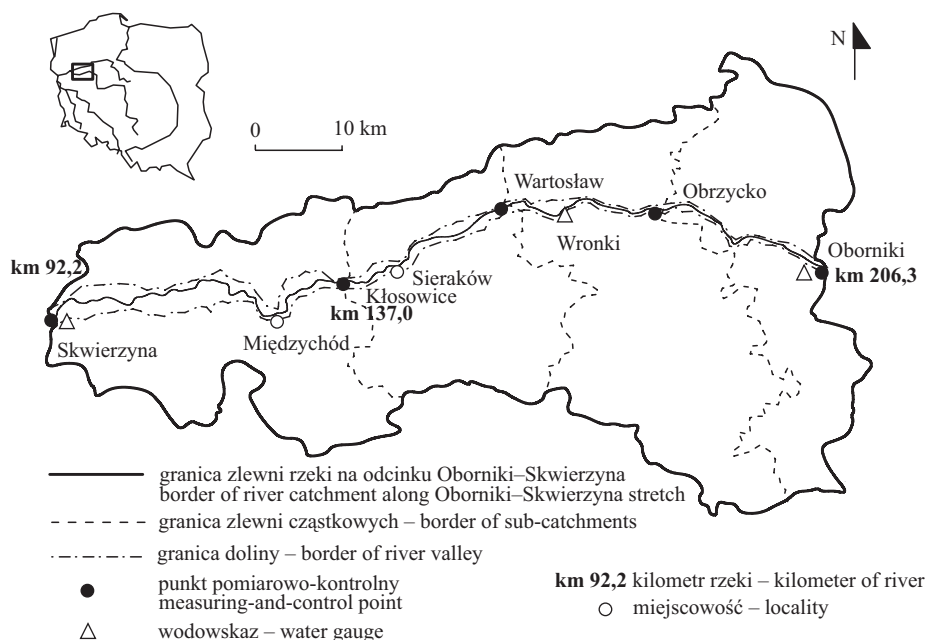 N
0 10 km
Wartosław
Obrzycko
Wronki
Oborniki
km 206,3
km 92,2
Sieraków
Kłosowice
km 137,0
Skwierzyna
Międzychód
granica zlewni rzeki na odcinku Oborniki–Skwierzyna
border of river catchment along Oborniki–Skwierzyna stretch
granica zlewni cząstkowych – border of sub-catchments
granica doliny – border of river valley
punkt pomiarowo-kontrolny
measuring-and-control point
wodowskaz – water gauge
km 92,2 kilometr rzeki – kilometer of river
miejscowość – locality